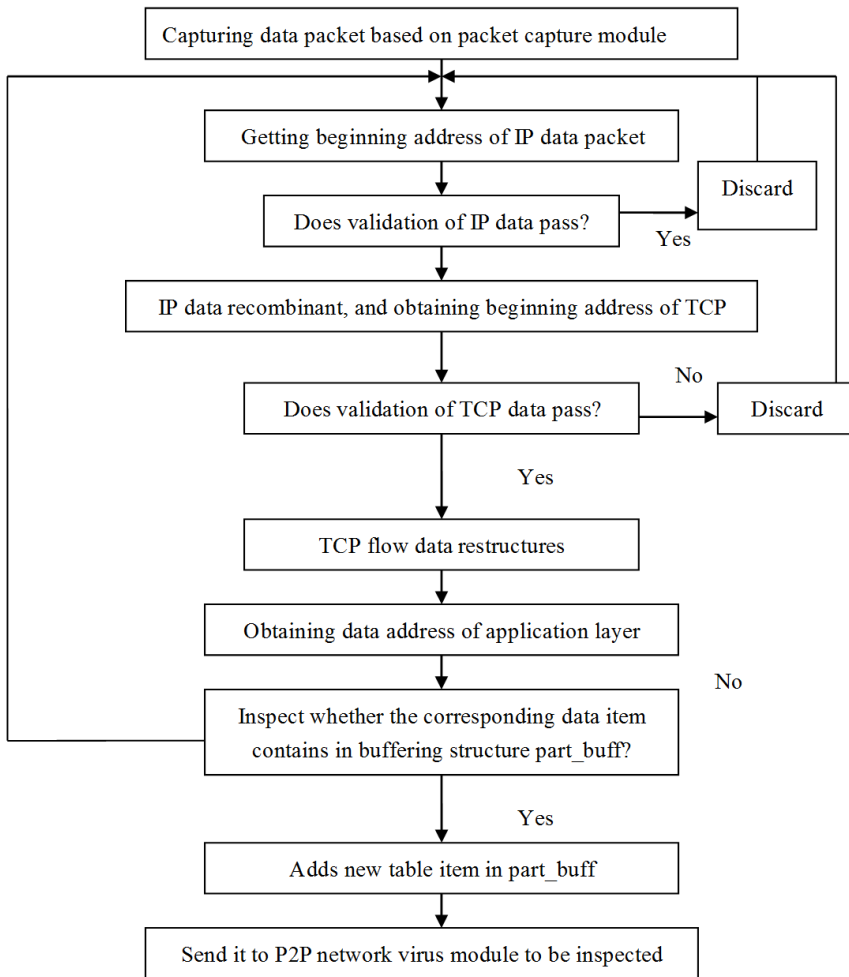 Capturing data packet based on packet capture module
Getting beginning address of IP data packet
Discard
Does validation of IP data pass?
Yes
IP data recombinant, and obtaining beginning address of TCP
No
Does validation of TCP data pass?
Discard
Yes
TCP flow data restructures
Obtaining data address of application layer
No
Inspect whether the corresponding data item
contains in buffering structure part_buff?
Yes
Adds new table item in part_buff
Send it to P2P network virus module to be inspected